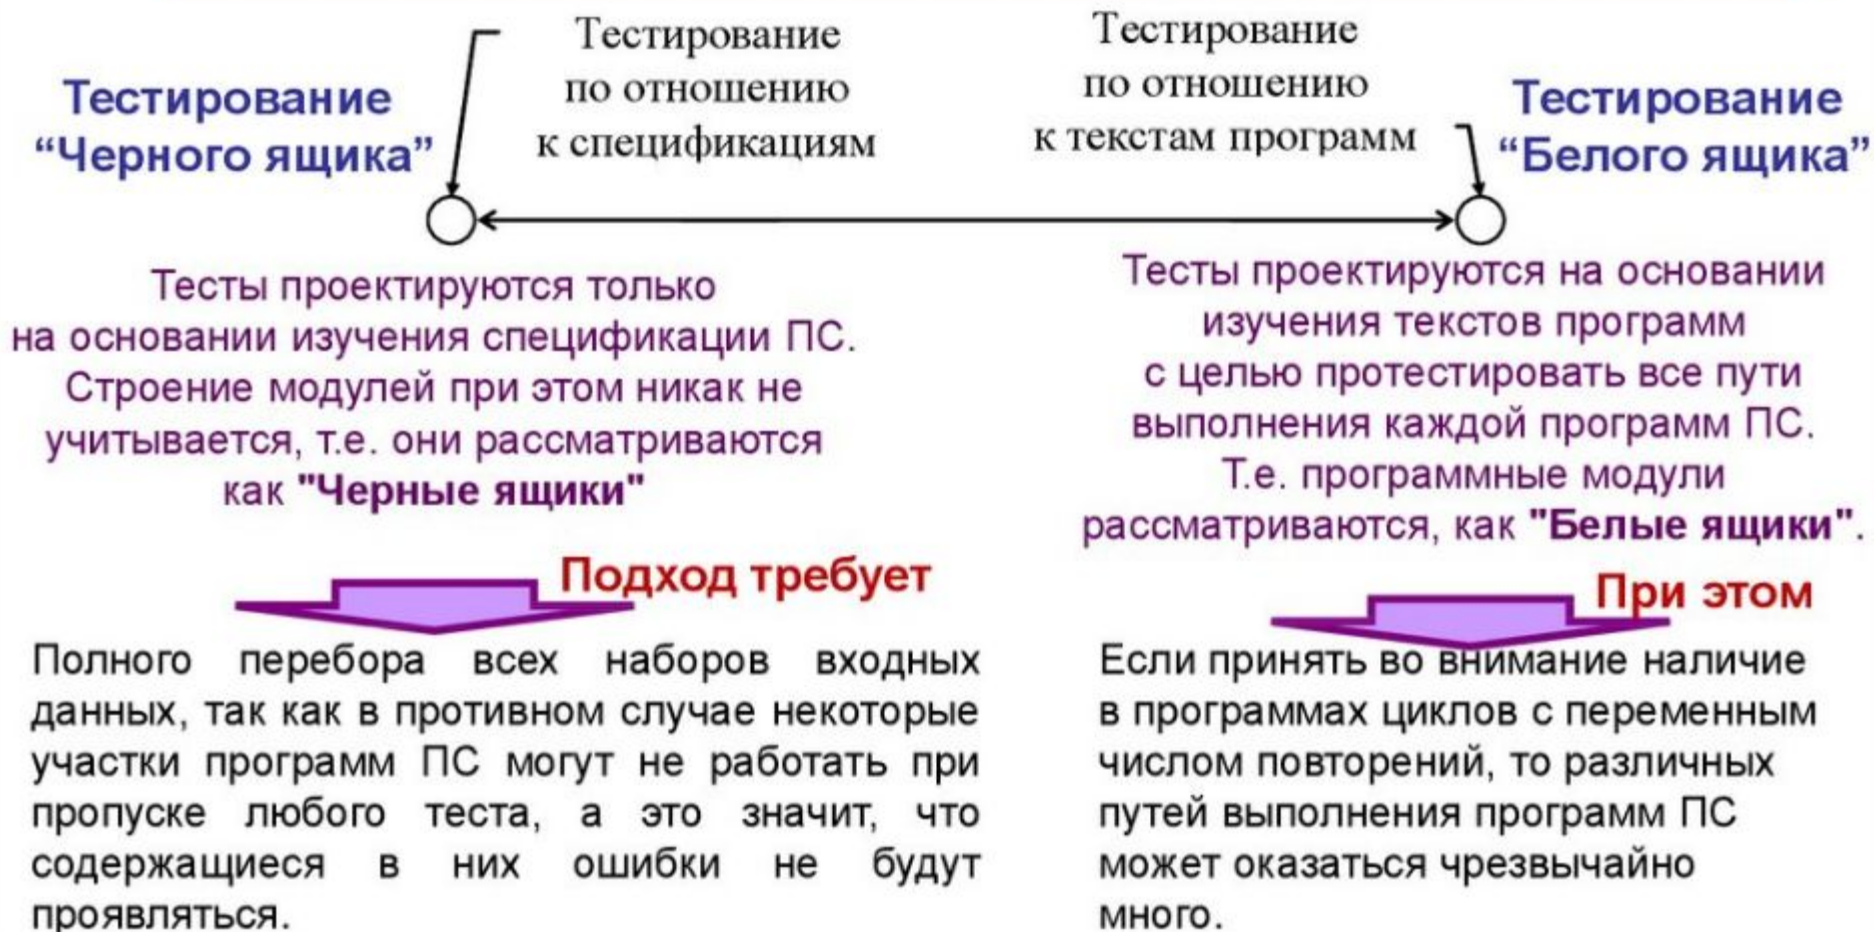 Тестирование
“Черного ящика”
Тестирование
по отношению
к спецификациям
Тестирование
по отношению
к текстам программ
Тестирование
“Белого ящика”
Тесты проектируются только
на основании изучения спецификации ПС.
Строение модулей при этом никак не
учитывается, т.е. они рассматриваются
как "Черные ящики"
Подход требует
Полного перебора всех наборов входных
данных, так как в противном случае некоторые
участки программ ПС могут не работать при
пропуске любого теста, а это значит, что
содержащиеся в них ошибки не будут
проявляться.
Тесты проектируются на основании
изучения текстов программ
с целью протестировать все пути
выполнения каждой программ ПС.
Т.е. программные модули
рассматриваются, как "Белые ящики".
При этом
Если принять во внимание наличие
в программах циклов с переменным
числом повторений, то различных
путей выполнения программ ПС
может оказаться чрезвычайно
много.